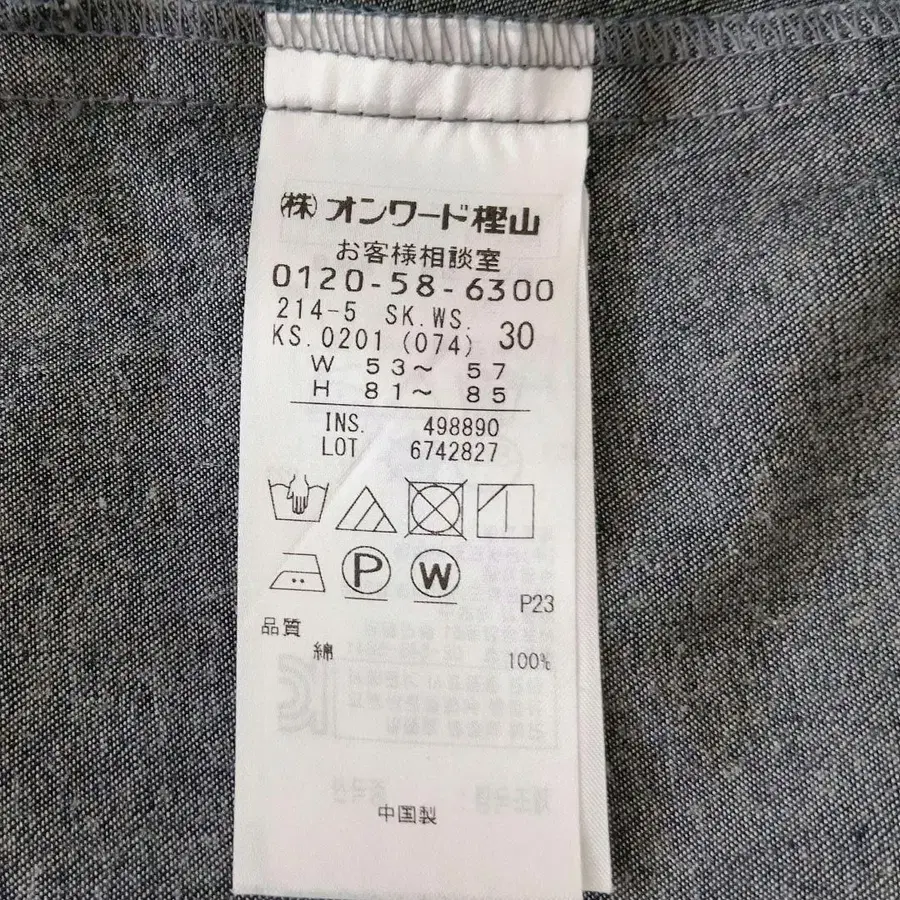 (株)オンワード樫山
お客様相談室
0120-58-6300
214-5 SK.WS. 30
KS.0201(074)
W 53〜 57
H 81〜 85
INS. 498890
LOT 6742827
P W
P23
品質
綿 100%
中国製